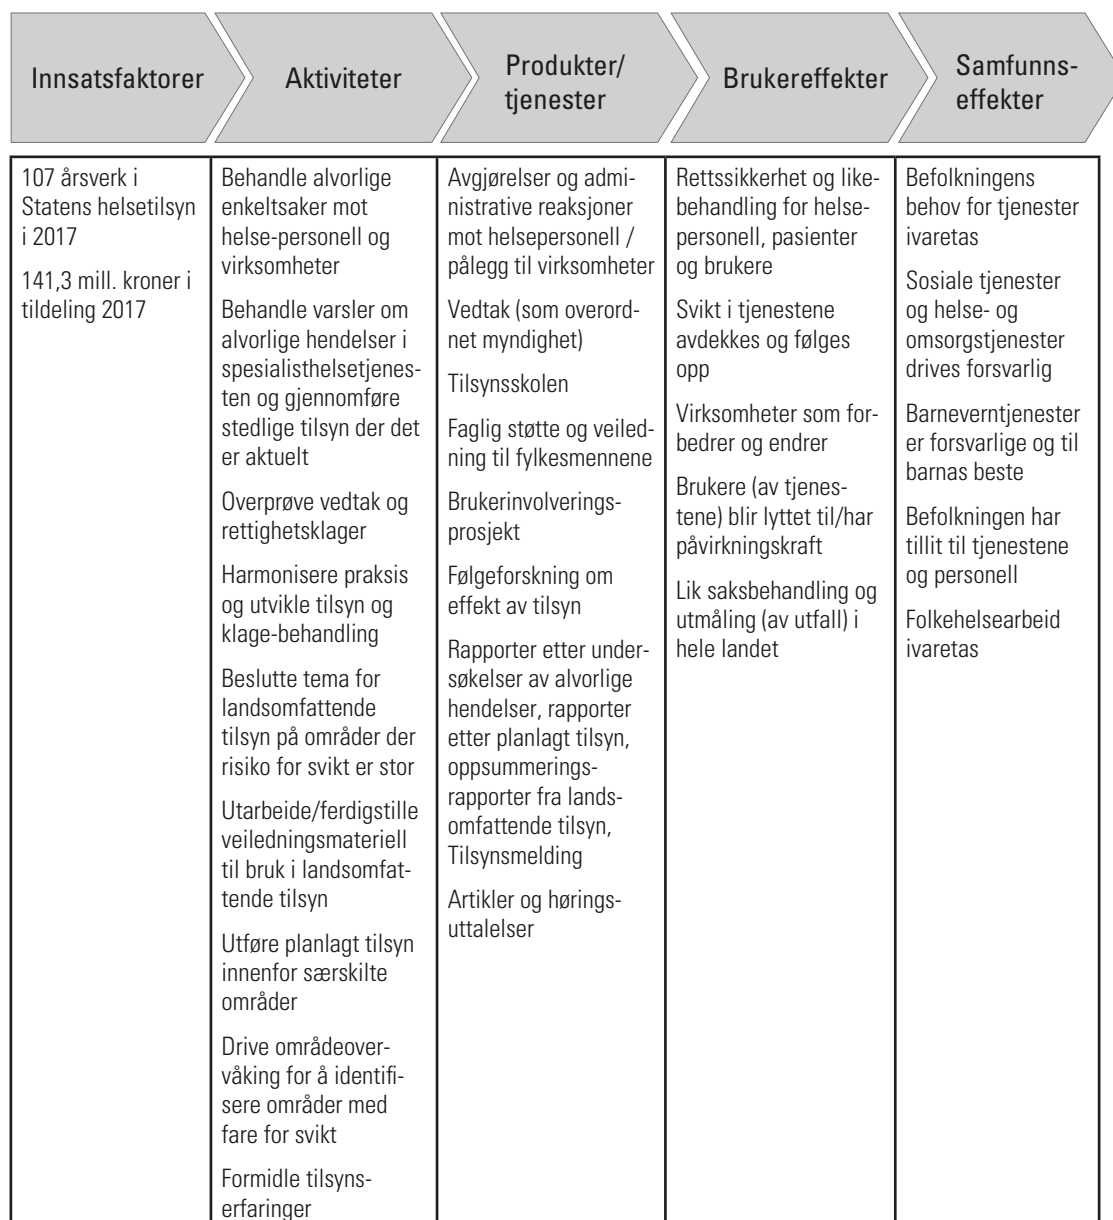 Innsatsfaktorer
Aktiviteter
Produkter/
tjenester
Brukereffekter
Samfunns-
effekter
107 årsverk i
Statens helsetilsyn
i 2017
141,3 mill. kroner i
tildeling 2017
Behandle alvorlige
enkeltsaker mot
helse-personell og
virksomheter
Behandle varsler om
alvorlige hendelser i
spesialisthelsetjenes-
ten og gjennomføre
stedlige tilsyn der det
er aktuelt
Overprøve vedtak og
rettighetsklager
Harmonisere praksis
og utvikle tilsyn og
klage-behandling
Beslutte tema for
landsomfattende
tilsyn på områder der
risiko for svikt er stor
Utarbeide/ferdigstille
veiledningsmateriell
til bruk i landsomfat-
tende tilsyn
Utføre planlagt tilsyn
innenfor særskilte
områder
Drive områdeover-
våking for å identifi-
sere områder med
fare for svikt
Formidle tilsyns-
erfaringer
Avgjørelser og admi-
nistrative reaksjoner
mot helsepersonell /
pålegg til virksomheter
Vedtak (som overord-
net myndighet)
Tilsynsskolen
Faglig støtte og veiled-
ning til fylkesmennene
Brukerinvolverings-
prosjekt
Følgeforskning om
effekt av tilsyn
Rapporter etter under-
søkelser av alvorlige
hendelser, rapporter
etter planlagt tilsyn,
oppsummerings-
rapporter fra lands-
omfattende tilsyn,
Tilsynsmelding
Artikler og hørings-
uttalelser
Rettssikkerhet og like-
behandling for helse-
personell, pasienter
og brukere
Svikt i tjenestene
avdekkes og følges
opp
Virksomheter som for-
bedrer og endrer
Brukere (av tjenes-
tene) blir lyttet til/har
påvirkningskraft
Lik saksbehandling og
utmåling (av utfall) i
hele landet
Befolkningens
behov for tjenester
ivaretas
Sosiale tjenester
og helse- og
omsorgstjenester
drives forsvarlig
Barneverntjenester
er forsvarlige og til
barnas beste
Befolkningen har
tillit til tjenestene
og personell
Folkehelsearbeid
ivaretas